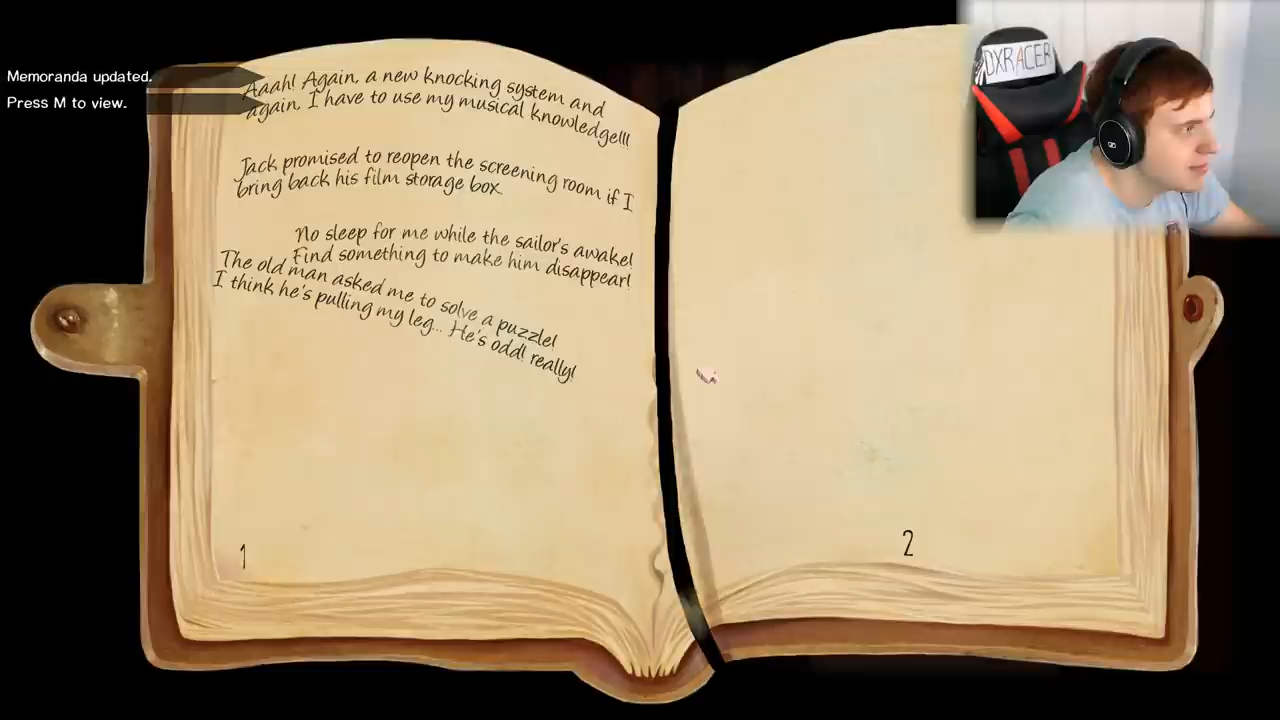 Memoranda updated.
Press M to view.
Aaah! Again, a new knocking system and
again, I have to use my musical knowledge!!!
Jack promised to reopen the screening room if I
bring back his film storage box.
No sleep for me while the sailor's awake!
Find something to make him disappear!
The old man asked me to solve a puzzle!
I think he's pulling my leg... He's odd! really!
1
2
DXRACER